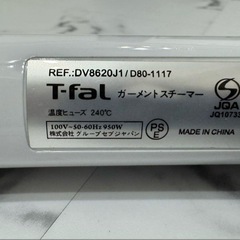 REF.:DV8620J1/D80-1117
T-fal ガーメントスチーマー
温度ヒューズ 240℃
100V~50-60Hz 950W
株式会社 グループセブジャパン
PS
E
JQA
JQ10733
MADE IN CHINA